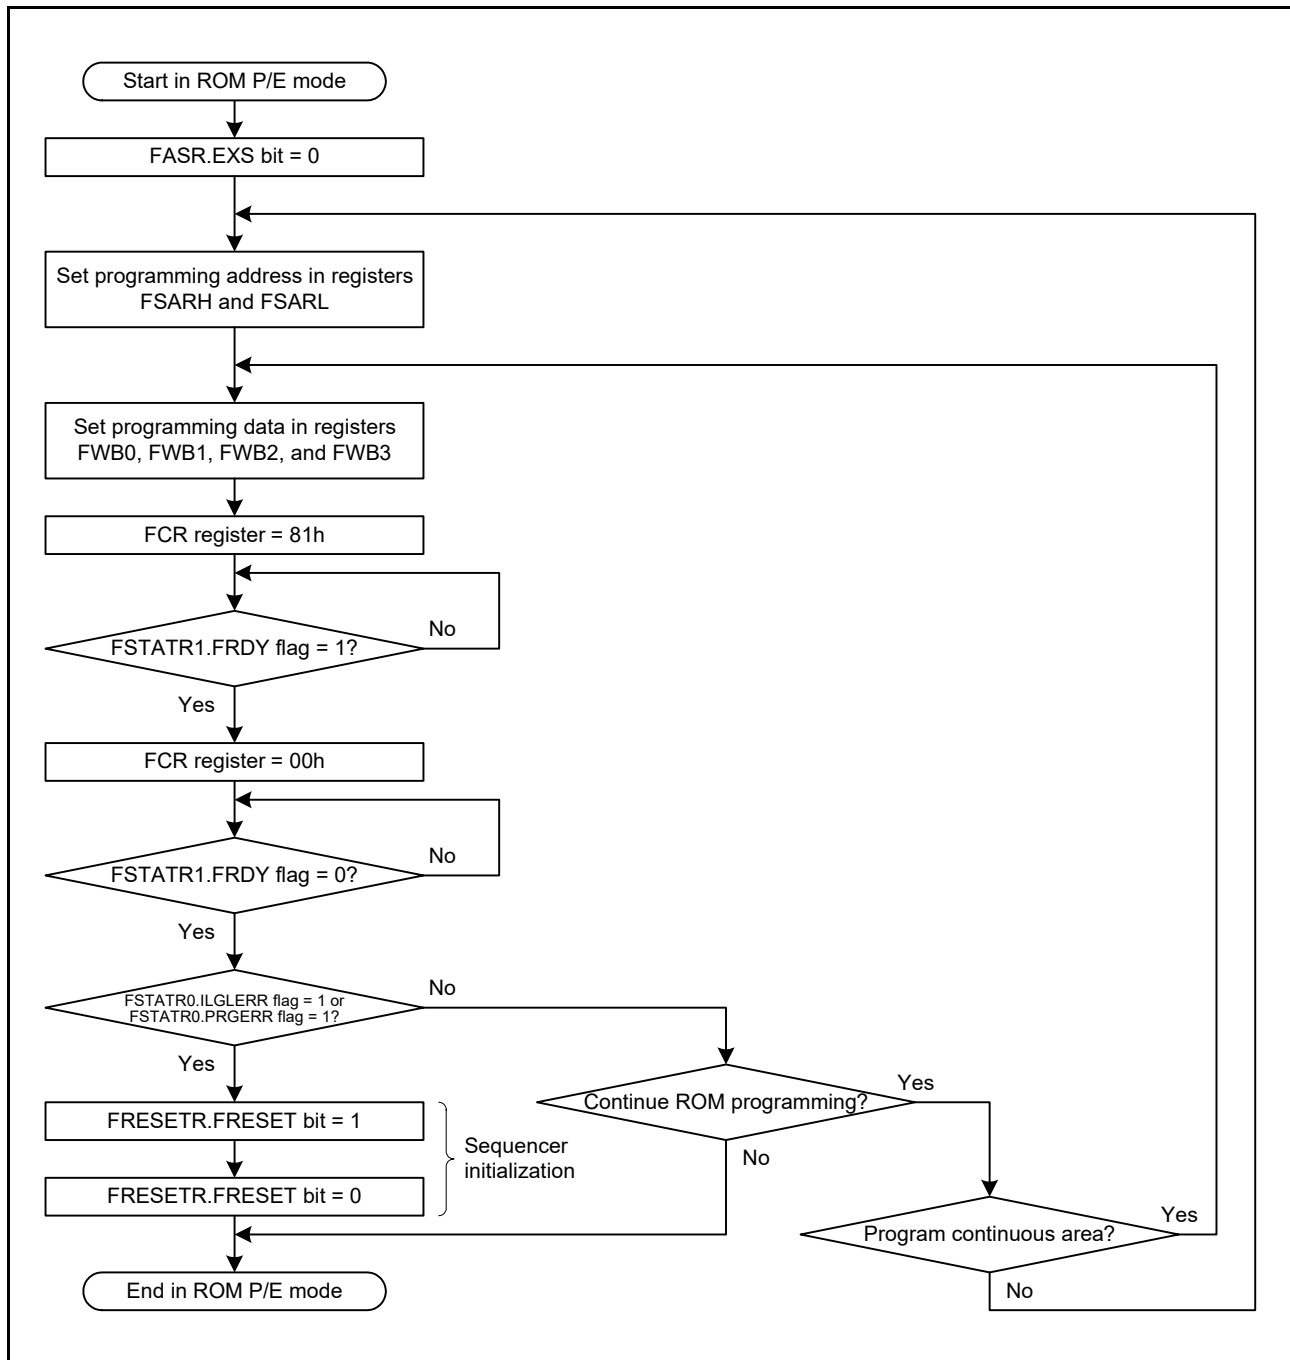 Start in ROM P/E mode
FASR.EXS bit = 0
Set programming address in registers
FSARH and FSARL
Set programming data in registers
FWB0, FWB1, FWB2, and FWB3
FCR register = 81h
FSTATR1.FRDY flag = 1?
No
Yes
FCR register = 00h
FSTATR1.FRDY flag = 0?
No
Yes
FSTATR0.ILGLERR flag = 1 or
FSTATR0.PRGERR flag = 1?
No
Yes
FRESETR.FRESET bit = 1
FRESETR.FRESET bit = 0
Sequencer
initialization
Continue ROM programming?
Yes
No
Program continuous area?
Yes
No
End in ROM P/E mode